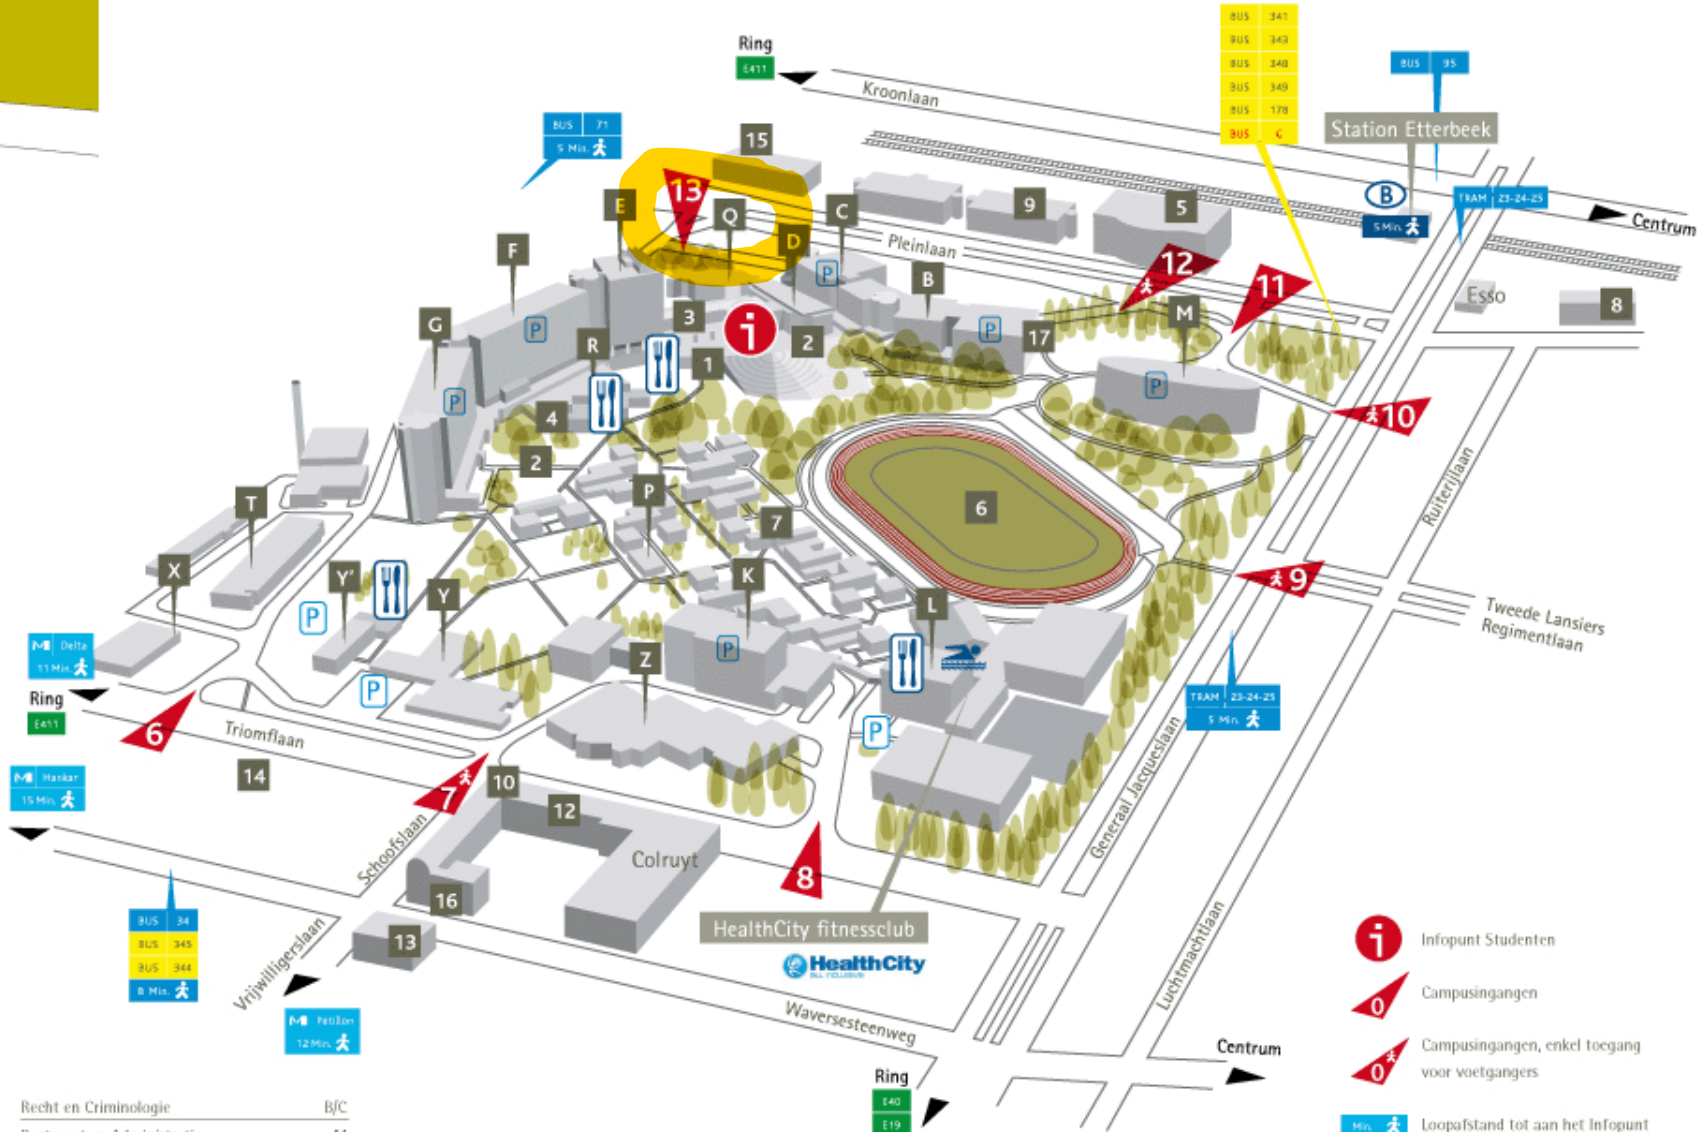 Ring
E411
Kroonlaan
BUS 341
BUS 343
BUS 348
BUS 349
BUS 178
BUS C
BUS 95
Station Etterbeek
B
5 Min.
TRAM 23-24-25
Centrum
BUS 71
5 Min.
15
13
E
Q
C
D
9
5
Pleinlaan
12
11
F
P
B
M
Esso
8
G
3
i
2
P
17
R
P
1
P
P
10
4
2
T
P
7
6
Ruiterijlaan
X
Y'
Y
K
L
9
Tweede Lansiers
Regimentlaan
P
M Delta
11 Min.
Ring
E411
Z
P
P
P
TRAM 23-24-25
5 Min.
6
Triomflaan
14
M Hankar
15 Min.
7
10
12
Schoofslaan
Colruyt
8
Generaal Jacqueslaan
16
13
HealthCity fitnessclub
HealthCity
ALL INCLUSIVE
BUS 34
BUS 345
BUS 344
8 Min.
Vrijwilligerslaan
M Petillon
12 Min.
Waversesteenweg
Luchtmachtlaan
Centrum
Ring
E40
E19
i Infopunt Studenten
0 Campusingangen
0 Campusingangen, enkel toegang
voor voetgangers
Min. Loopafstand tot aan het Infopunt
Recht en Criminologie B/C